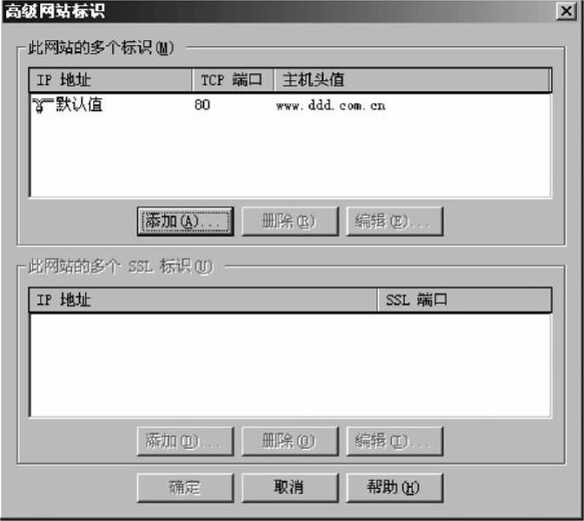 高级网站标识
此网站的多个标识(M)
IP 地址 TCP 端口 主机头值
默认值 80 www.ddd.com.cn
添加(A)... 删除(R) 编辑(E)...
此网站的多个 SSL 标识(U)
IP 地址 SSL 端口
添加(D)... 删除(O) 编辑(I)...
确定 取消 帮助(H)